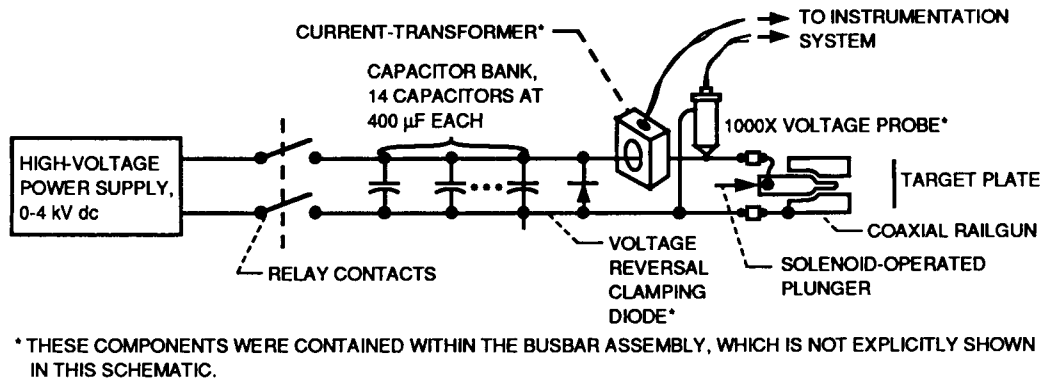 TO INSTRUMENTATION
SYSTEM
CURRENT-TRANSFORMER*
CAPACITOR BANK,
14 CAPACITORS AT
400 µF EACH
1000X VOLTAGE PROBE*
HIGH-VOLTAGE
POWER SUPPLY,
0-4 kV dc
TARGET PLATE
COAXIAL RAILGUN
VOLTAGE
REVERSAL
CLAMPING
DIODE*
SOLENOID-OPERATED
PLUNGER
RELAY CONTACTS
* THESE COMPONENTS WERE CONTAINED WITHIN THE BUSBAR ASSEMBLY, WHICH IS NOT EXPLICITLY SHOWN
IN THIS SCHEMATIC.